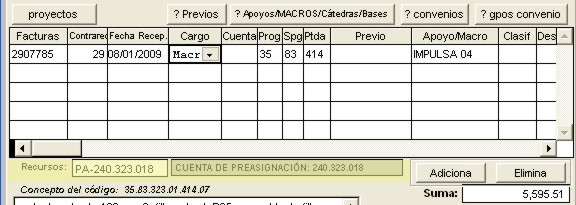 proyectos ? Previos ? Apoyos/MACROS/Cátedras/Bases ? convenios ? gpos convenio
Facturas Contrarec Fecha Recep. Cargo Cuenta Prog Spg Ptda Previo Apoyo/Macro Clasif Des
2907785 29 08/01/2009 Macr 35 83 414 IMPULSA 04
Recursos: PA-240.323.018 CUENTA DE PREASIGNACIÓN: 240.323.018 Adiciona Elimina
Concepto del código: 35.83.323.01.414.07 Suma: 5,595.51